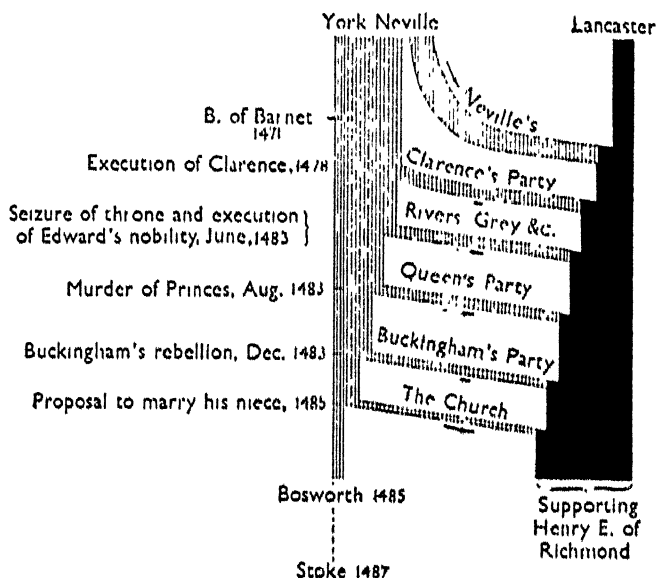 York Neville
Lancaster
Neville's
B. of Barnet
1471
Clarence's Party
Execution of Clarence, 1478
Rivers Grey &c.
Seizure of throne and execution
of Edward's nobility, June, 1483
Queen's Party
Murder of Princes, Aug. 1483
Buckingham's Party
Buckingham's rebellion, Dec. 1483
The Church
Proposal to marry his niece, 1485
Bosworth 1485
Supporting
Henry E. of
Richmond
Stoke 1487